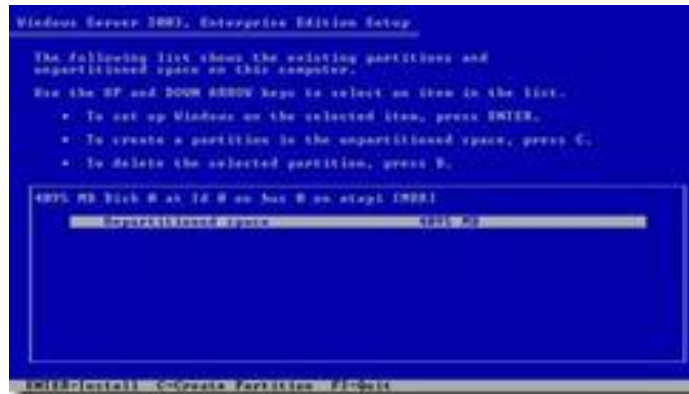 Windows Server 2003, Enterprise Edition Setup
The following list shows the existing partitions and
unpartitioned space on this computer.
Use the UP and DOWN ARROW keys to select an item in the list.
• To set up Windows on the selected item, press ENTER.
• To create a partition in the unpartitioned space, press C.
• To delete the selected partition, press D.
4095 MB Disk 0 at Id 0 on bus 0 on atapi [MBR]
Unpartitioned space 4095 MB
ENTER=Install C=Create Partition F3=Quit